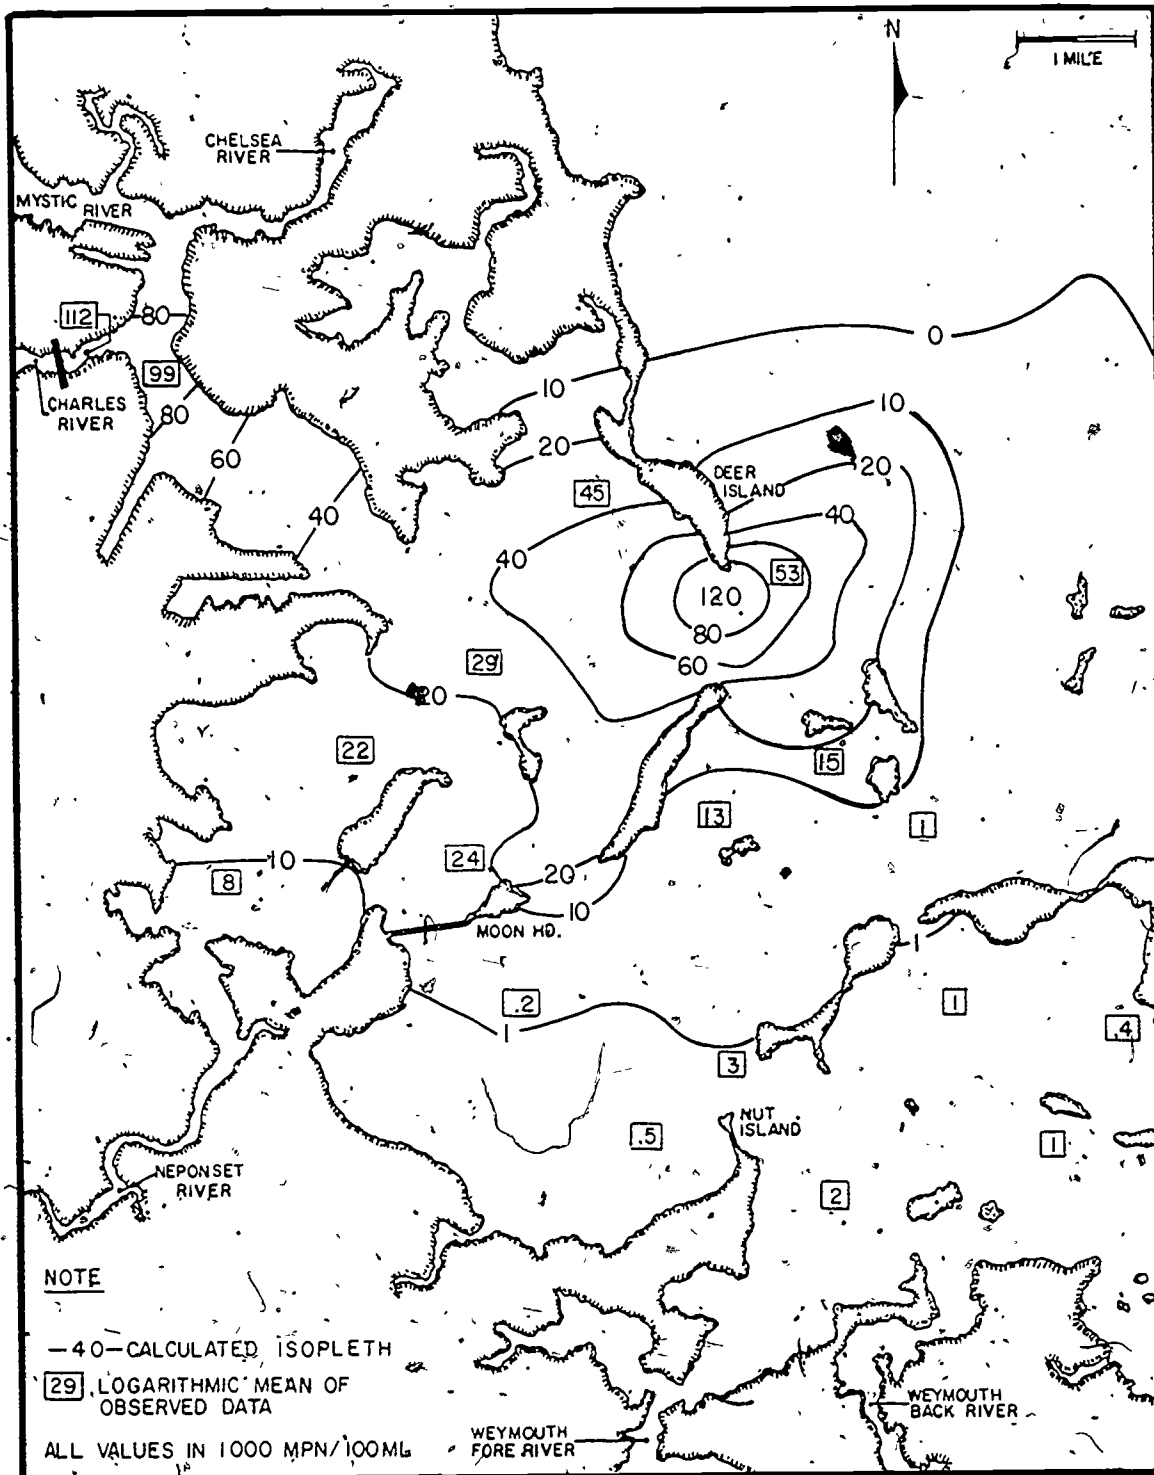 N
1 MILE
CHELSEA
RIVER
MYSTIC RIVER
112
80
99
CHARLES
RIVER
80
60
40
0
10
10
20
20
DEER
ISLAND
45
40
40
53
120
80
60
29
20
22
15
13
1
24
20
10
8
10
MOON HD.
1
.2
1
1
.4
3
NUT
ISLAND
.5
1
2
NEPONSET
RIVER
NOTE
—40—CALCULATED ISOPLETH
29 LOGARITHMIC MEAN OF
OBSERVED DATA
ALL VALUES IN 1000 MPN/100ML
WEYMOUTH
FORE RIVER
WEYMOUTH
BACK RIVER